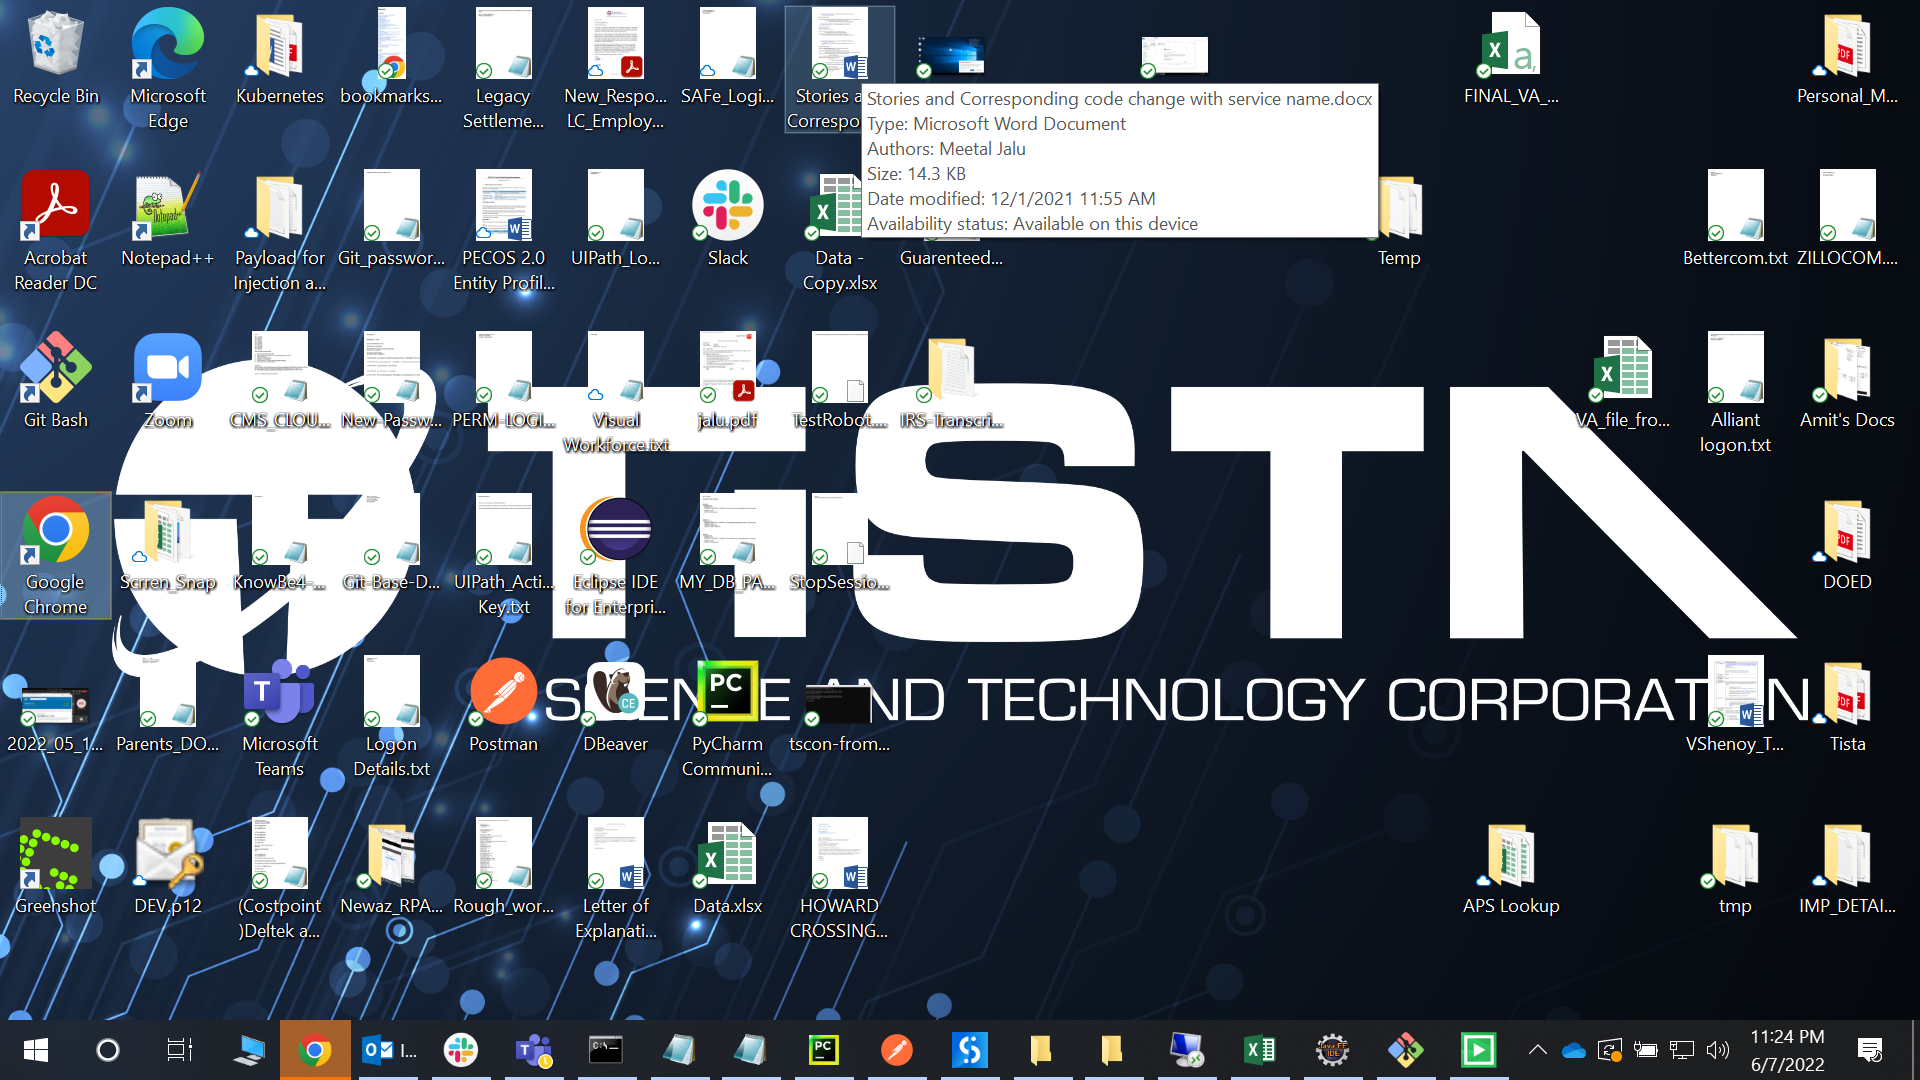 Recycle Bin
Microsoft
Edge
Kubernetes
bookmarks...
Legacy
Settleme...
New_Respo...
LC_Employ...
SAFe_Logi...
Stories a
Correspo
FINAL_VA_...
Personal_M...
Stories and Corresponding code change with service name.docx
Type: Microsoft Word Document
Authors: Meetal Jalu
Size: 14.3 KB
Date modified: 12/1/2021 11:55 AM
Availability status: Available on this device
Acrobat
Reader DC
Notepad++
Payload for
Injection a...
Git_passwor...
PECOS 2.0
Entity Profil...
UIPath_Lo...
Slack
Data -
Copy.xlsx
Guarenteed...
Temp
Bettercom.txt
ZILLOCOM....
Git Bash
Zoom
CMS_CLOU...
New-Passw...
PERM-LOGI...
Visual
Workforce.txt
jalu.pdf
TestRobot...
IRS-Transcri...
VA_file_fro...
Alliant
logon.txt
Amit's Docs
TISTA
Google
Chrome
Scrren_Snap
KnowBe4-...
Git-Base-D...
UIPath_Acti...
Key.txt
Eclipse IDE
for Enterpri...
MY_DB_PA...
StopSessio...
DOED
SCIENCE AND TECHNOLOGY CORPORATION
2022_05_1...
Parents_DO...
Microsoft
Teams
Logon
Details.txt
Postman
DBeaver
PyCharm
Communi...
tscon-from...
VShenoy_T...
Tista
Greenshot
DEV.p12
(Costpoint
)Deltek a...
Newaz_RPA...
Rough_wor...
Letter of
Explanati...
Data.xlsx
HOWARD
CROSSING...
APS Lookup
tmp
IMP_DETAI...
I...
11:24 PM
6/7/2022